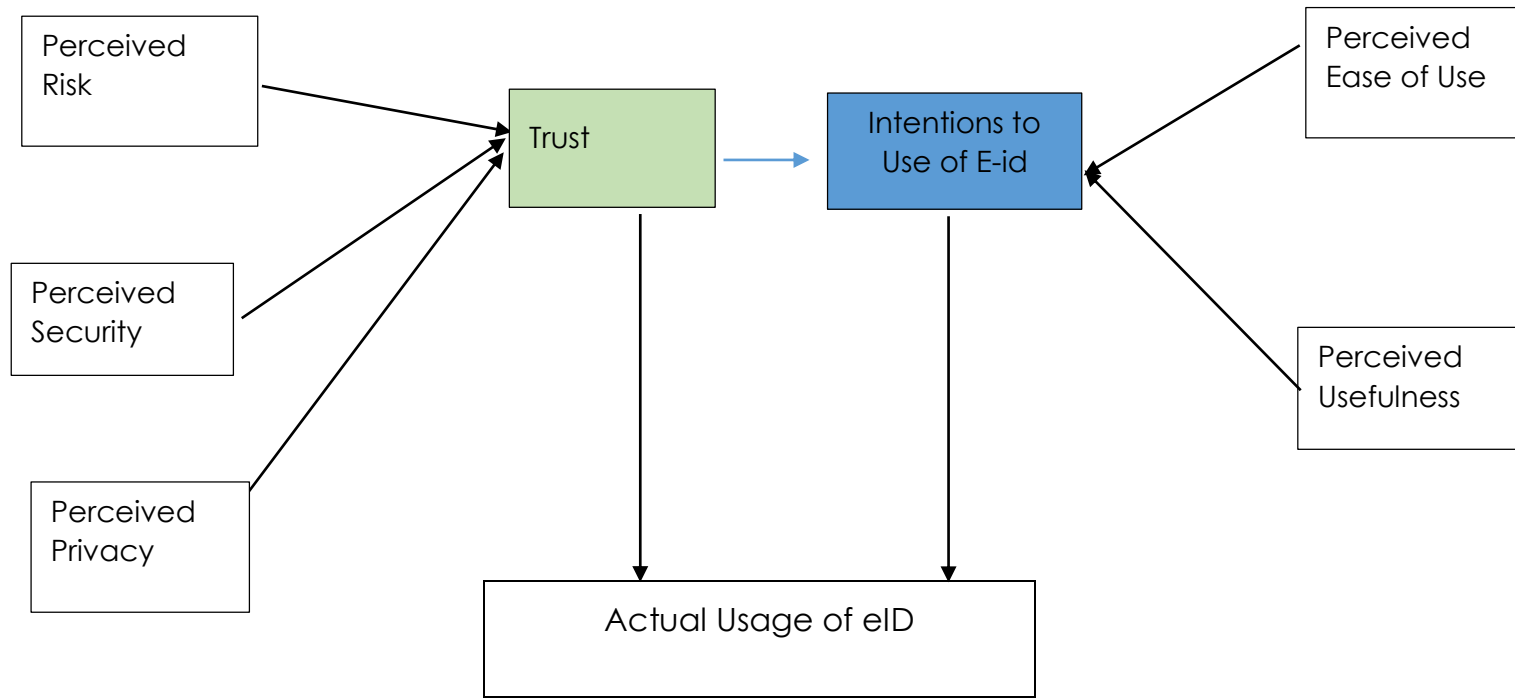 Perceived
Risk
Trust
Intentions to
Use of E-id
Perceived
Ease of Use
Perceived
Security
Perceived
Usefulness
Perceived
Privacy
Actual Usage of eID